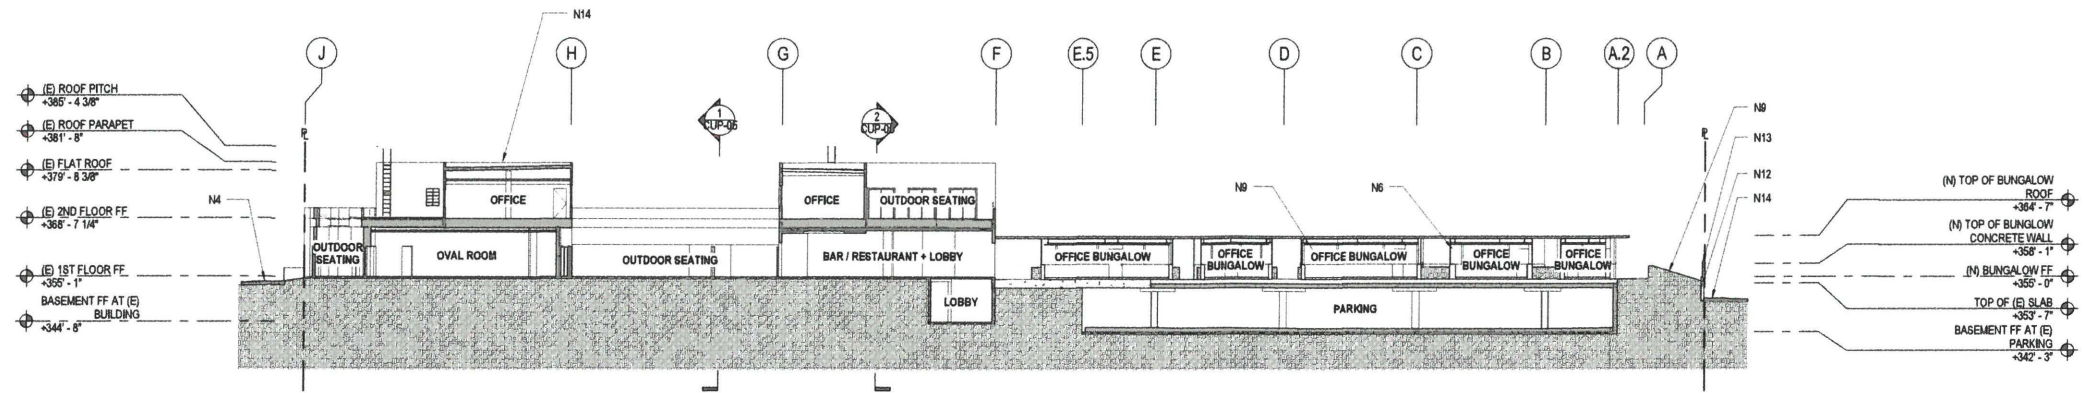 N14
J
H
G
F
E.5
E
D
C
B
A.2
A
(E) ROOF PITCH
+385' - 4 3/8"
(E) ROOF PARAPET
+381' - 8"
(E) FLAT ROOF
+379' - 8 3/8"
N4
(E) 2ND FLOOR FF
+368' - 7 1/4"
(E) 1ST FLOOR FF
+355' - 1"
BASEMENT FF AT (E)
BUILDING
+344' - 8"
1
2
OFFICE
OFFICE
OUTDOOR SEATING
OUTDOOR
SEATING
OVAL ROOM
OUTDOOR SEATING
BAR / RESTAURANT + LOBBY
LOBBY
N9
N6
OFFICE BUNGALOW
OFFICE
BUNGALOW
OFFICE BUNGALOW
OFFICE
BUNGALOW
OFFICE
BUNGALOW
PARKING
N9
N13
N12
N14
(N) TOP OF BUNGALOW
ROOF
+364' - 7"
(N) TOP OF BUNGLOW
CONCRETE WALL
+358' - 1"
(N) BUNGALOW FF
+355' - 0"
TOP OF (E) SLAB
+353' - 7"
BASEMENT FF AT (E)
PARKING
+342' - 3"